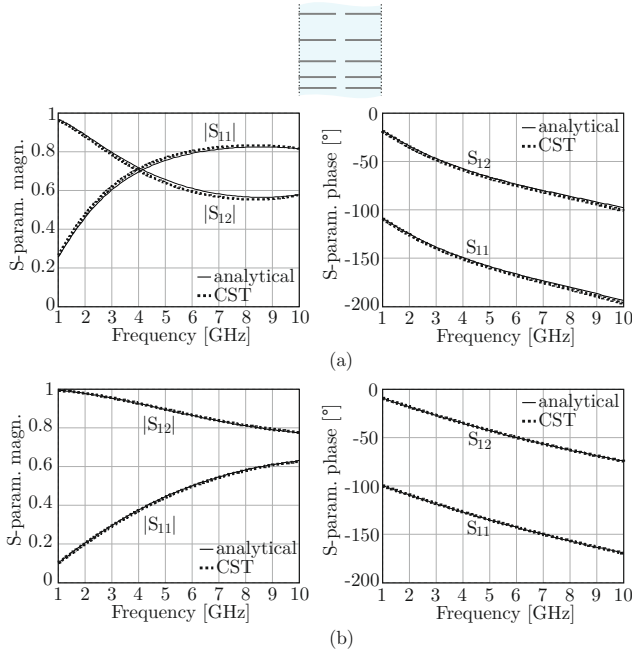 |S11|
|S12|
analytical
CST
S-param. magn.
1
0.8
0.6
0.4
0.2
0
1 2 3 4 5 6 7 8 9 10
Frequency [GHz]
analytical
CST
S12
S11
S-param. phase [°]
0
-50
-100
-150
-200
1 2 3 4 5 6 7 8 9 10
Frequency [GHz]
(a)
|S12|
|S11|
analytical
CST
S-param. magn.
1
0.8
0.6
0.4
0.2
0
1 2 3 4 5 6 7 8 9 10
Frequency [GHz]
analytical
CST
S12
S11
S-param. phase [°]
0
-50
-100
-150
-200
1 2 3 4 5 6 7 8 9 10
Frequency [GHz]
(b)